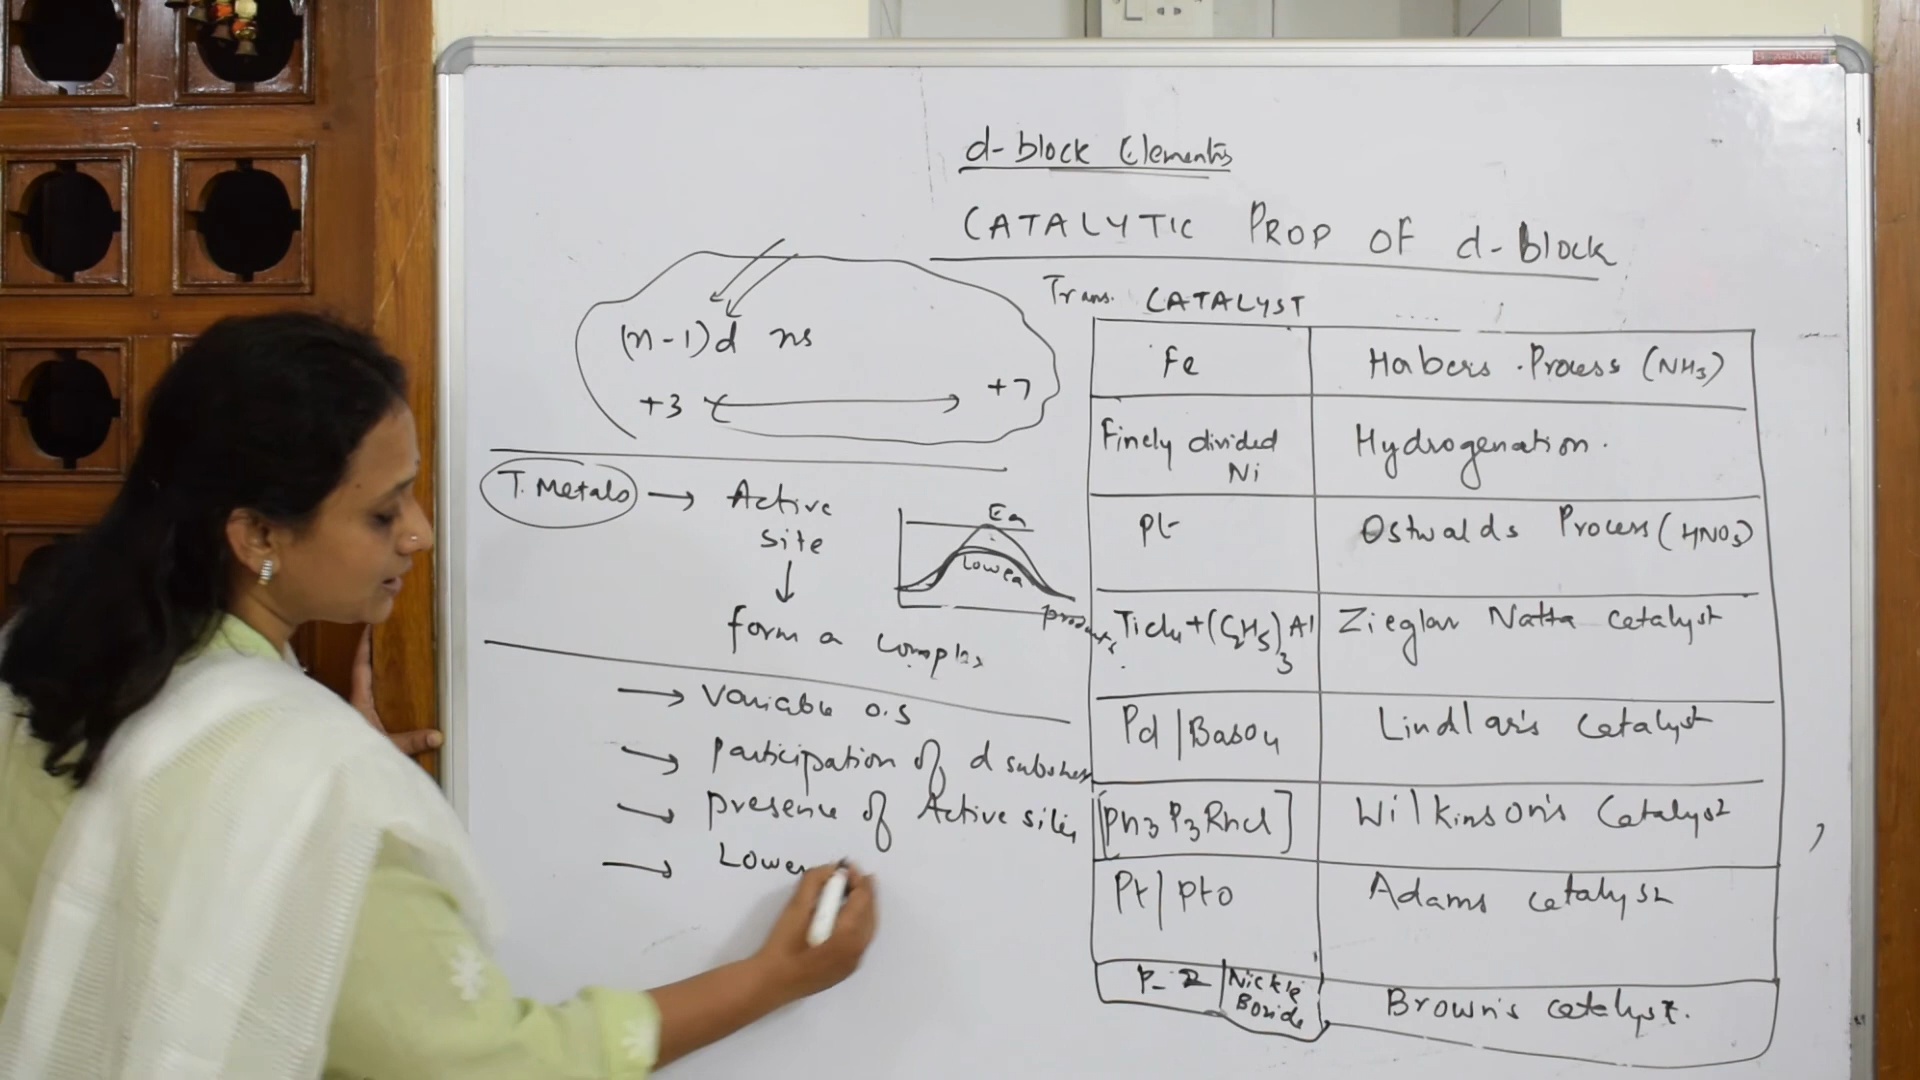 d-block Elements
CATALYTIC PROP OF d-block
(n-1)d ns
+3 +7
T. Metals → Active
site
↓
form a complex
Ea
Lower Ea
products
→ Variable O.S
→ participation of d subshell
→ presence of Active sites
→ Lower
Trans. CATALYST
Fe Habers Process (NH3)
Finely divided Ni Hydrogenation.
Pt Ostwalds Process (HNO3)
TiCl4+(C2H5)3Al Zieglar Natta catalyst
Pd/BaSO4 Lindlar's catalyst
[Ph3P3RhCl] Wilkinson's Catalyst
Pt/PtO Adams catalyst
P-2/Nickle Boride Brown's catalyst.